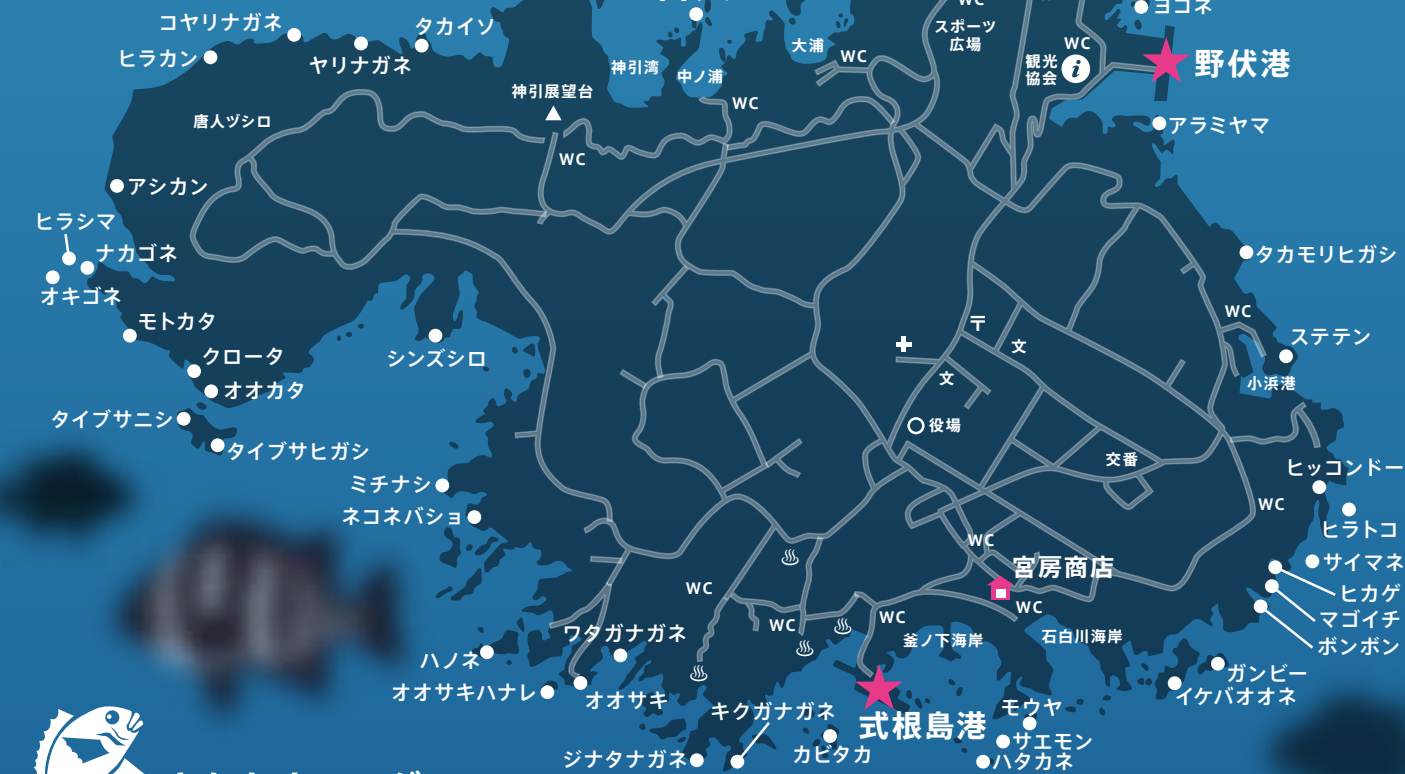 コヤリナガネ
タカイソ
ヨコネ
WC
スポーツ
広場
ヒラカン
ヤリナガネ
神引湾
中ノ浦
大浦
WC
WC
観光
協会
野伏港
神引展望台
WC
唐人ヅシロ
アラミヤマ
WC
アシカン
ヒラシマ
ナカゴネ
オキゴネ
タカモリヒガシ
モトカタ
WC
〒
クロータ
シンズシロ
文
ステテン
オオカタ
文
小浜港
タイブサニシ
役場
タイブサヒガシ
交番
ヒッコンドー
ミチナシ
ネコネバショ
WC
ヒラトコ
WC
宮房商店
サイマネ
WC
ヒカゲ
WC
マゴイチ
WC
WC
ワタガナガネ
釜ノ下海岸
石白川海岸
ボンボン
ハノネ
ガンビー
オオサキハナレ
オオサキ
イケバオオネ
キクガナガネ
式根島港
モウヤ
ジナタナガネ
カビタカ
サエモン
ハタカネ